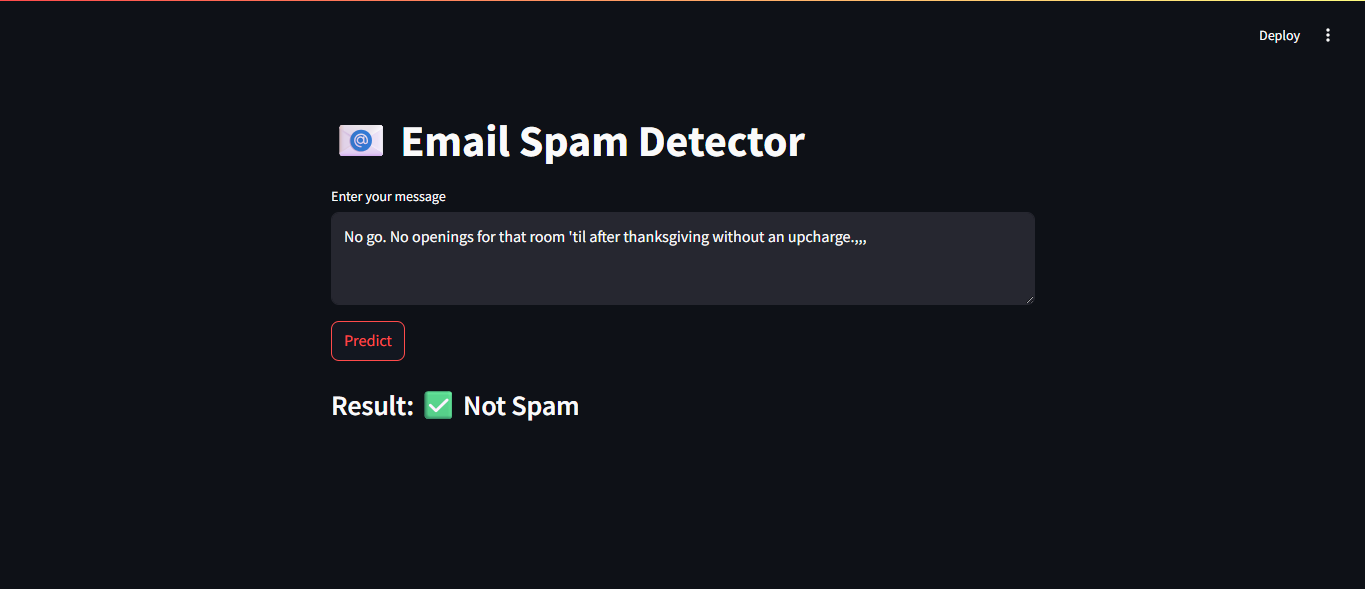 Deploy
Email Spam Detector
Enter your message
No go. No openings for that room 'til after thanksgiving without an upcharge.,,,
Predict
Result: ✅ Not Spam